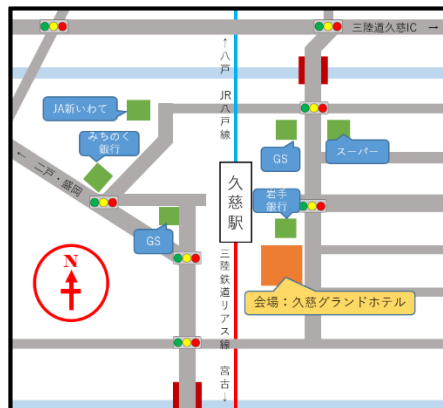 三陸道久慈IC →
←八戸
JR八戸線
JA新いわて
みちのく
銀行
GS
スーパー
← 二戸・盛岡
久慈駅
岩手
銀行
GS
N
会場：久慈グランドホテル
三陸鉄道リアス線
宮古→